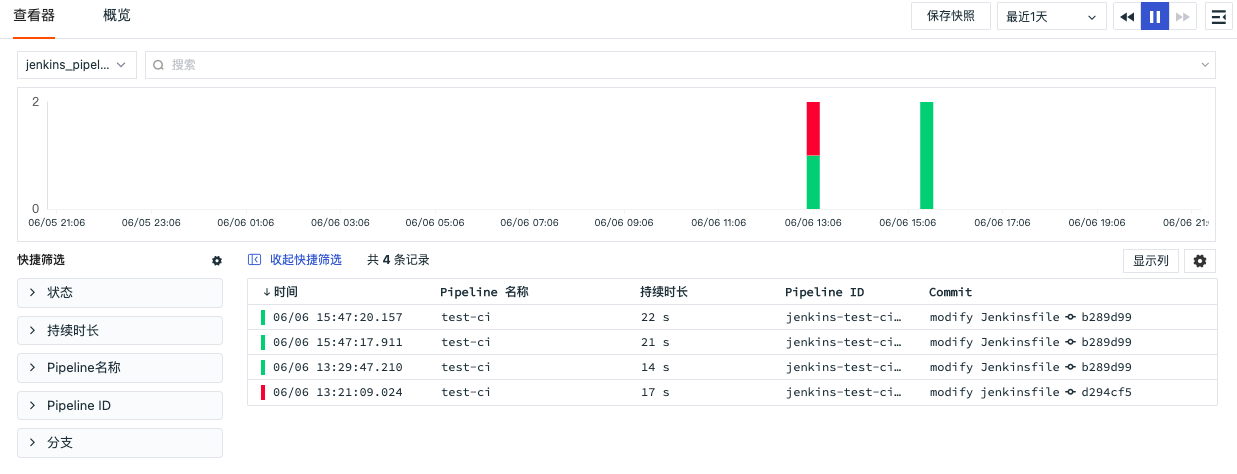 查看器 概览 保存快照 最近1天
jenkins_pipel... 搜索
2
0
06/05 21:06 06/05 23:06 06/06 01:06 06/06 03:06 06/06 05:06 06/06 07:06 06/06 09:06 06/06 11:06 06/06 13:06 06/06 15:06 06/06 17:06 06/06 19:06 06/06 21:
快捷筛选 收起快捷筛选 共 4 条记录 显示列
状态
持续时长
Pipeline名称
Pipeline ID
分支
时间 Pipeline 名称 持续时长 Pipeline ID Commit
06/06 15:47:20.157 test-ci 22 s jenkins-test-ci… modify Jenkinsfile b289d99
06/06 15:47:17.911 test-ci 21 s jenkins-test-ci… modify Jenkinsfile b289d99
06/06 13:29:47.210 test-ci 14 s jenkins-test-ci… modify Jenkinsfile b289d99
06/06 13:21:09.024 test-ci 17 s jenkins-test-ci… modify jenkinsfile d294cf5